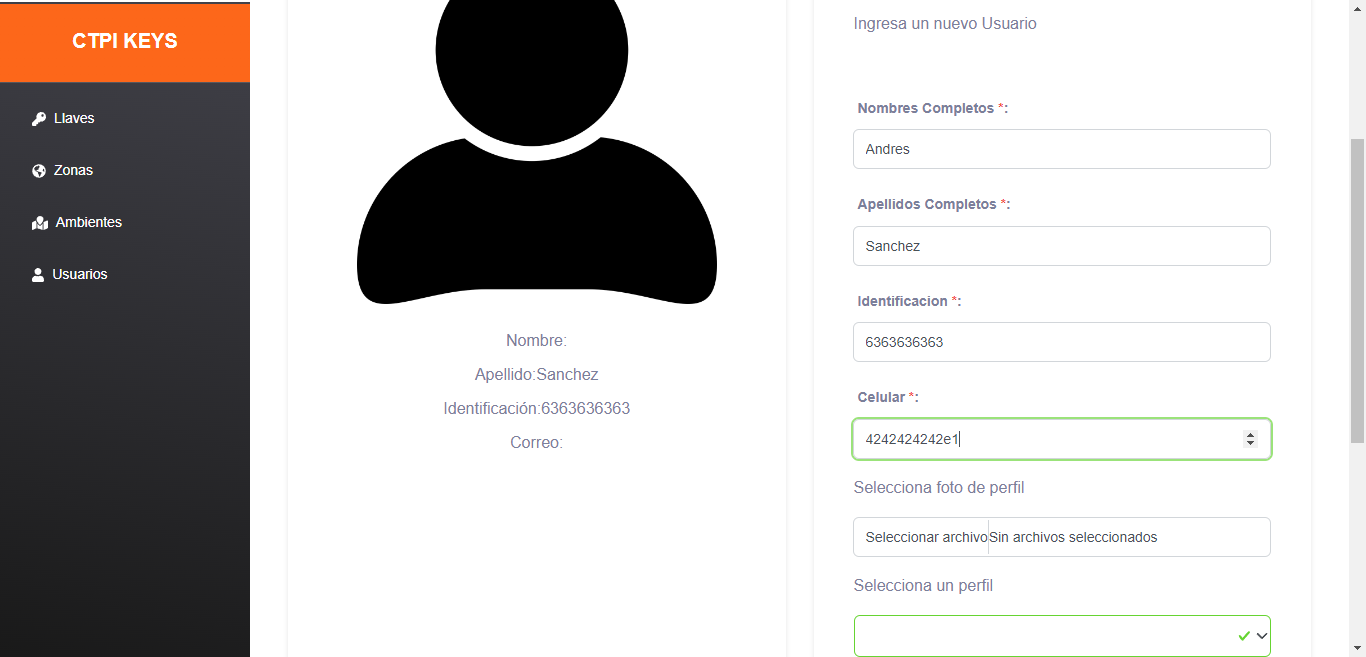 CTPI KEYS
Llaves
Zonas
Ambientes
Usuarios
Nombre:
Apellido:Sanchez
Identificación:6363636363
Correo:
Ingresa un nuevo Usuario
Nombres Completos *:
Andres
Apellidos Completos *:
Sanchez
Identificacion *:
6363636363
Celular *:
4242424242e1
Selecciona foto de perfil
Seleccionar archivo Sin archivos seleccionados
Selecciona un perfil